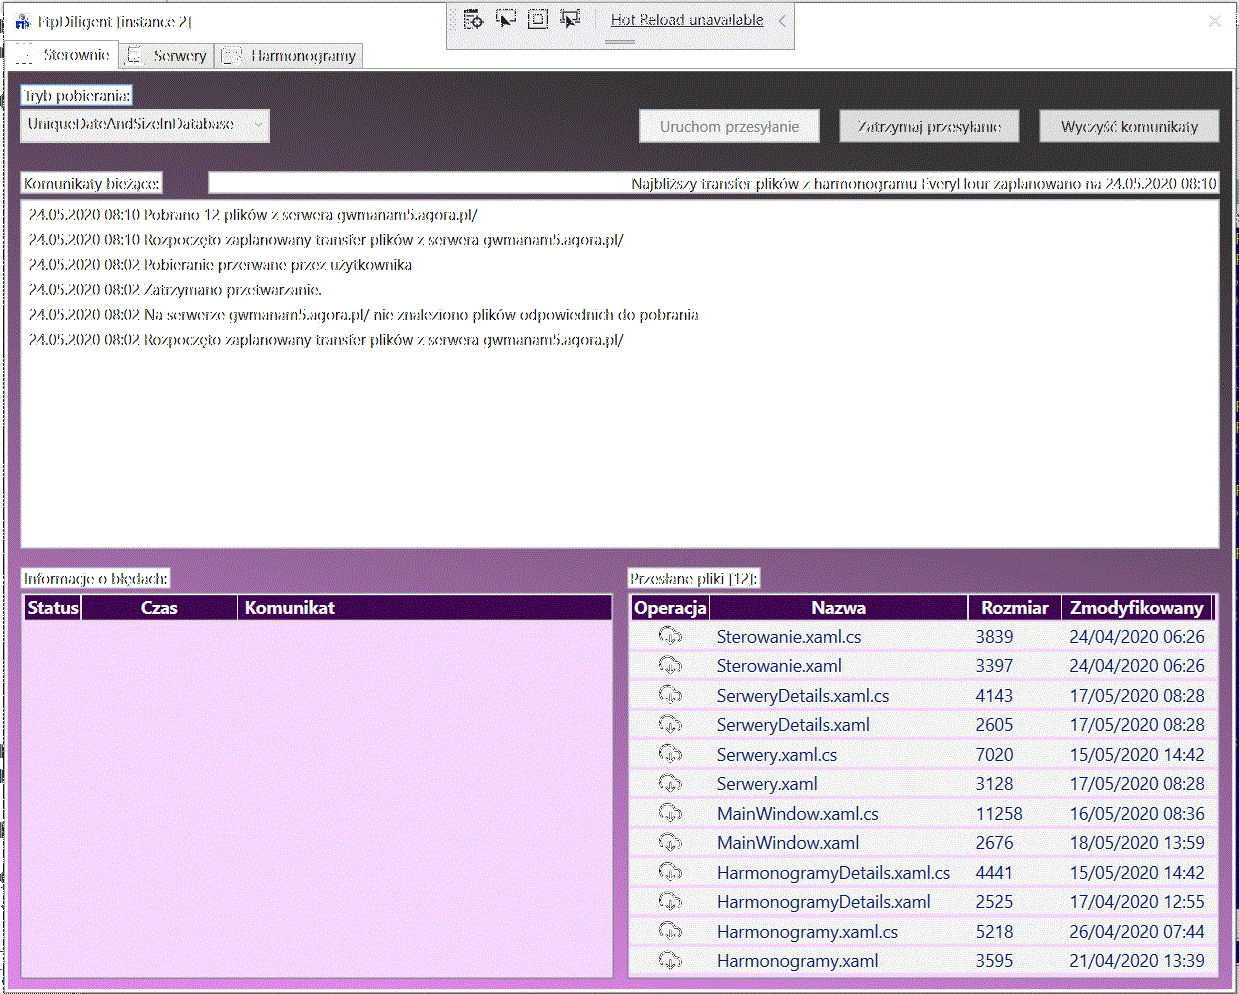 FtpDiligent [instance 2]
Hot Reload unavailable
Sterownie
Serwery
Harmonogramy
Tryb pobierania:
UniqueDateAndSizeInDatabase
Uruchom przesyłanie
Zatrzymaj przesyłanie
Wyczyść komunikaty
Komunikaty bieżące:
Najbliższy transfer plików z harmonogramu EveryHour zaplanowano na 24.05.2020 08:10
24.05.2020 08:10 Pobrano 12 plików z serwera gwmanam5.agora.pl/
24.05.2020 08:10 Rozpoczęto zaplanowany transfer plików z serwera gwmanam5.agora.pl/
24.05.2020 08:02 Pobieranie przerwane przez użytkownika
24.05.2020 08:02 Zatrzymano przetwarzanie.
24.05.2020 08:02 Na serwerze gwmanam5.agora.pl/ nie znaleziono plików odpowiednich do pobrania
24.05.2020 08:02 Rozpoczęto zaplanowany transfer plików z serwera gwmanam5.agora.pl/
Informacje o błędach:
Status Czas Komunikat
Przesłane pliki [12]:
Operacja Nazwa Rozmiar Zmodyfikowany
Sterowanie.xaml.cs 3839 24/04/2020 06:26
Sterowanie.xaml 3397 24/04/2020 06:26
SerweryDetails.xaml.cs 4143 17/05/2020 08:28
SerweryDetails.xaml 2605 17/05/2020 08:28
Serwery.xaml.cs 7020 15/05/2020 14:42
Serwery.xaml 3128 17/05/2020 08:28
MainWindow.xaml.cs 11258 16/05/2020 08:36
MainWindow.xaml 2676 18/05/2020 13:59
HarmonogramyDetails.xaml.cs 4441 15/05/2020 14:42
HarmonogramyDetails.xaml 2525 17/04/2020 12:55
Harmonogramy.xaml.cs 5218 26/04/2020 07:44
Harmonogramy.xaml 3595 21/04/2020 13:39